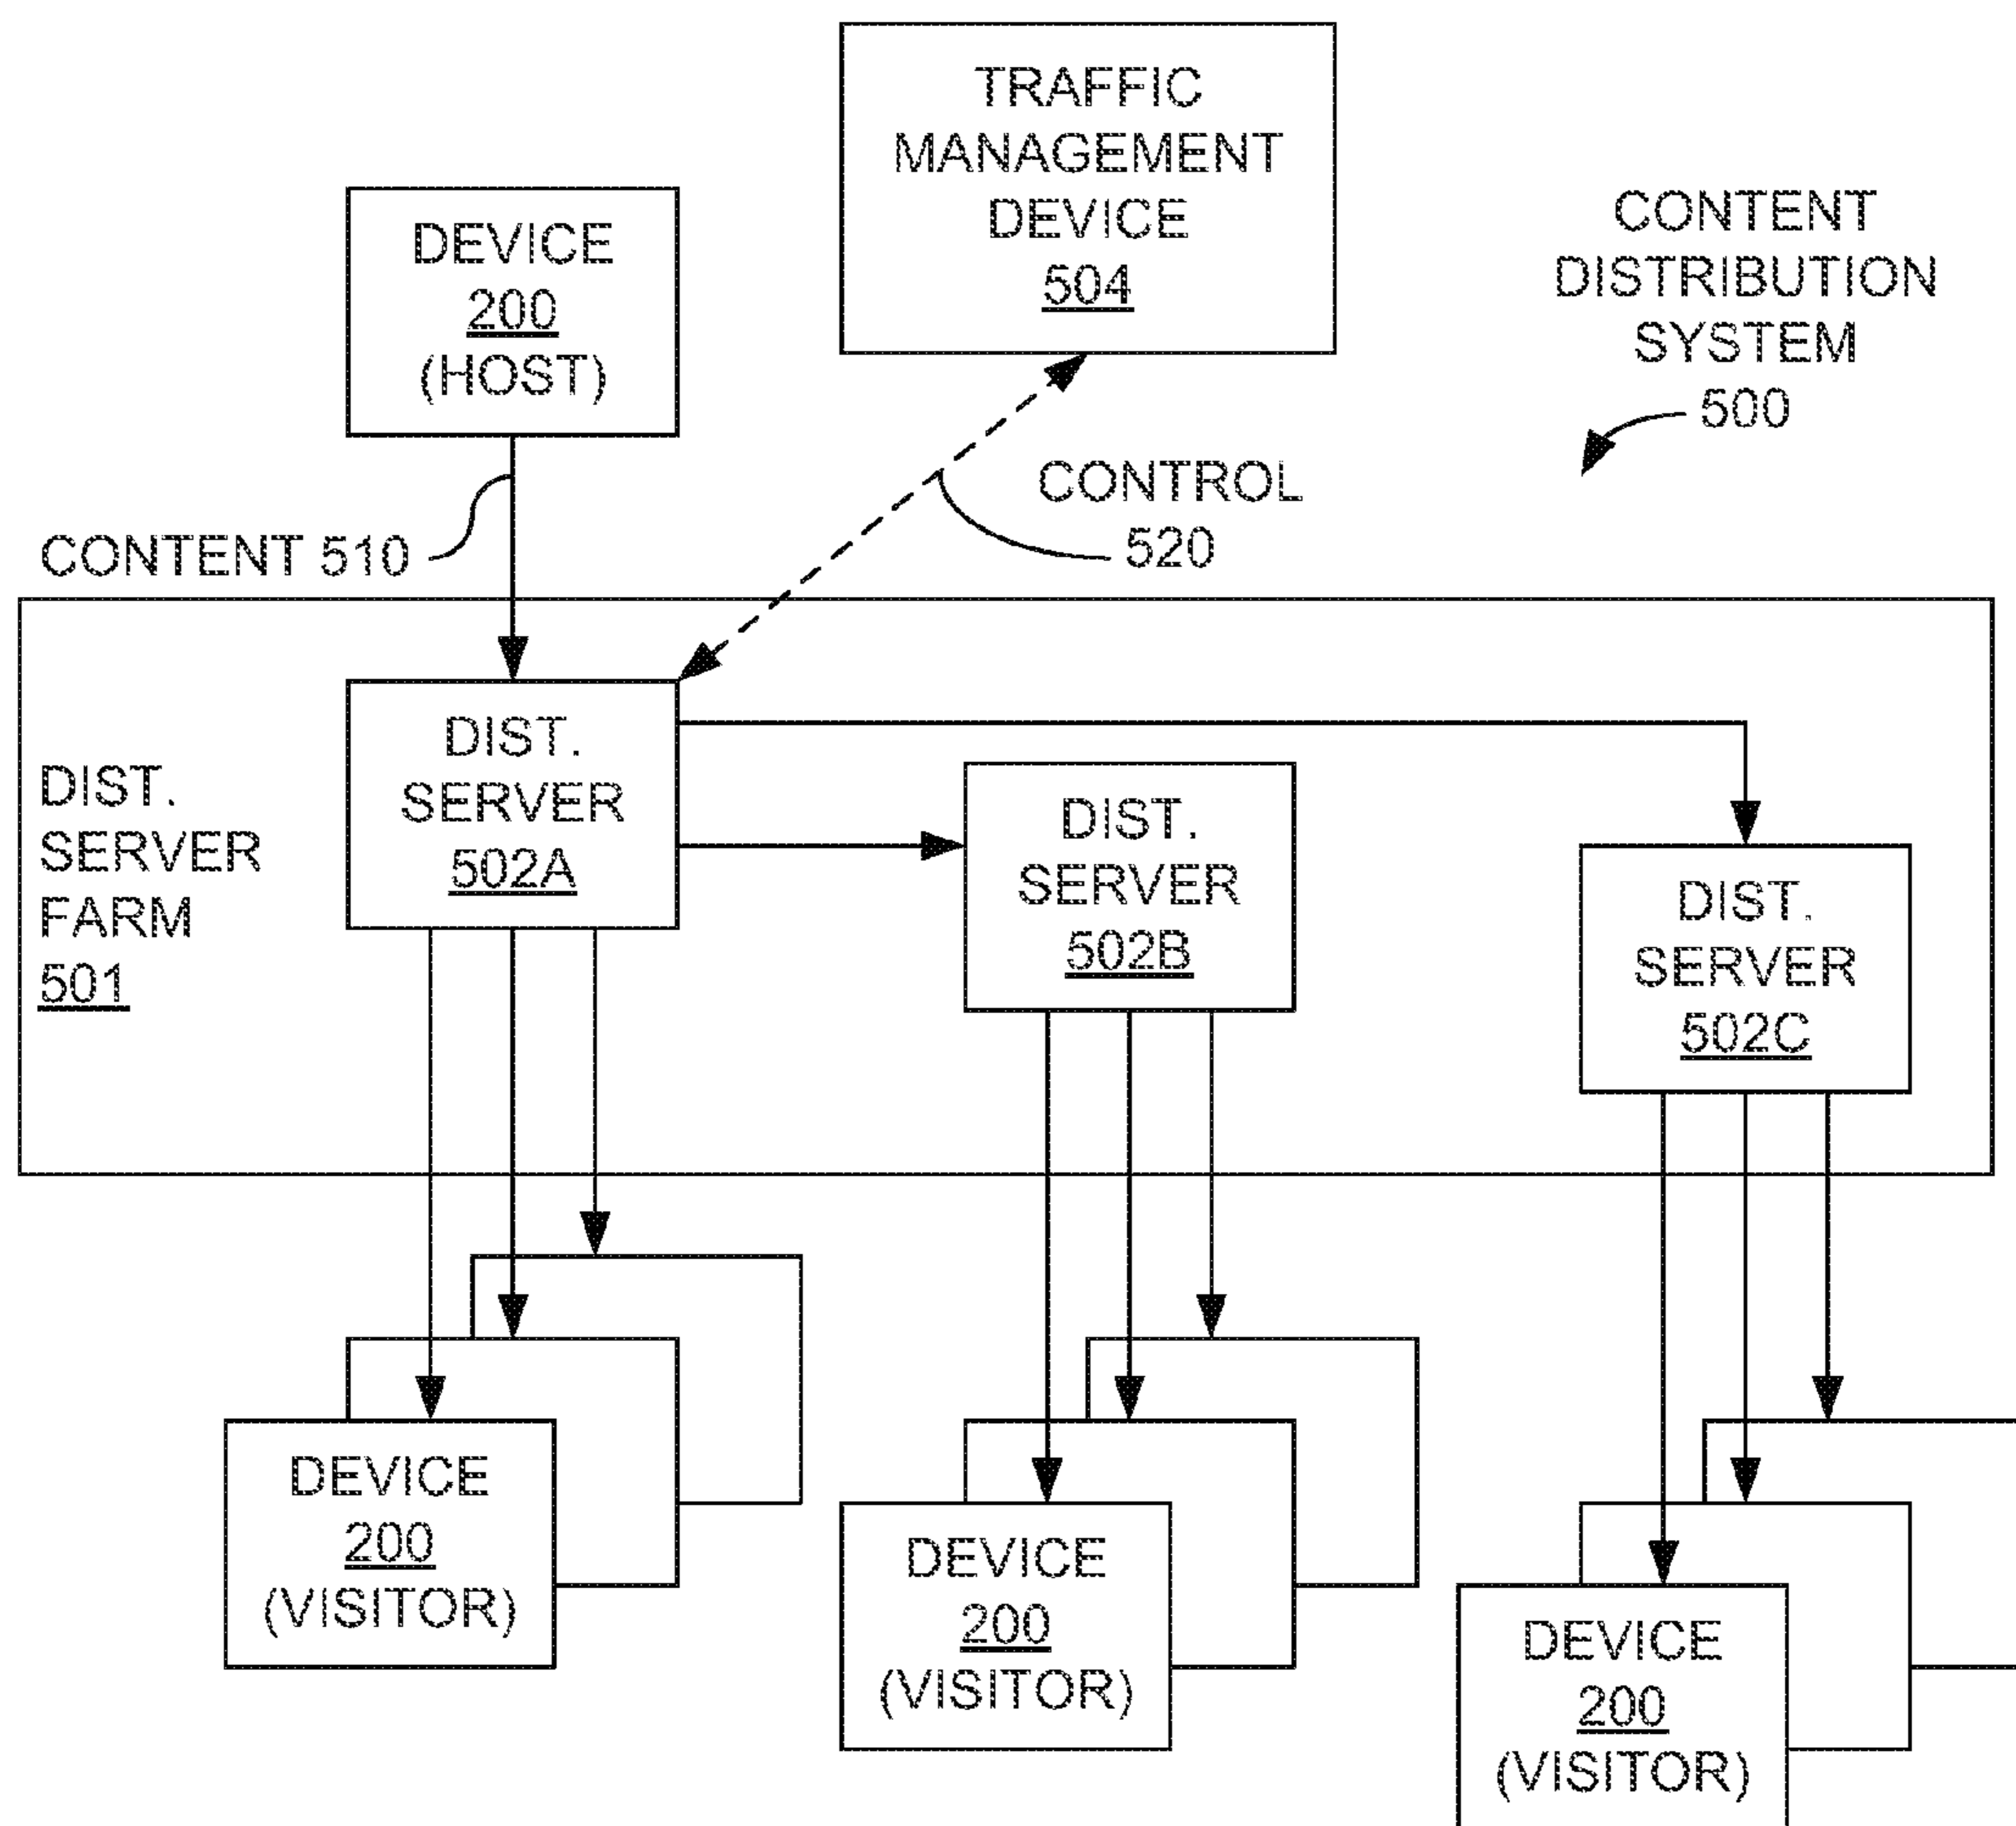 TRAFFIC
MANAGEMENT
DEVICE
504
DEVICE
200
(HOST)
CONTENT
DISTRIBUTION
SYSTEM
500
CONTROL
520
CONTENT 510
DIST.
SERVER
FARM
501
DIST.
SERVER
502A
DIST.
SERVER
502B
DIST.
SERVER
502C
DEVICE
200
(VISITOR)
DEVICE
200
(VISITOR)
DEVICE
200
(VISITOR)